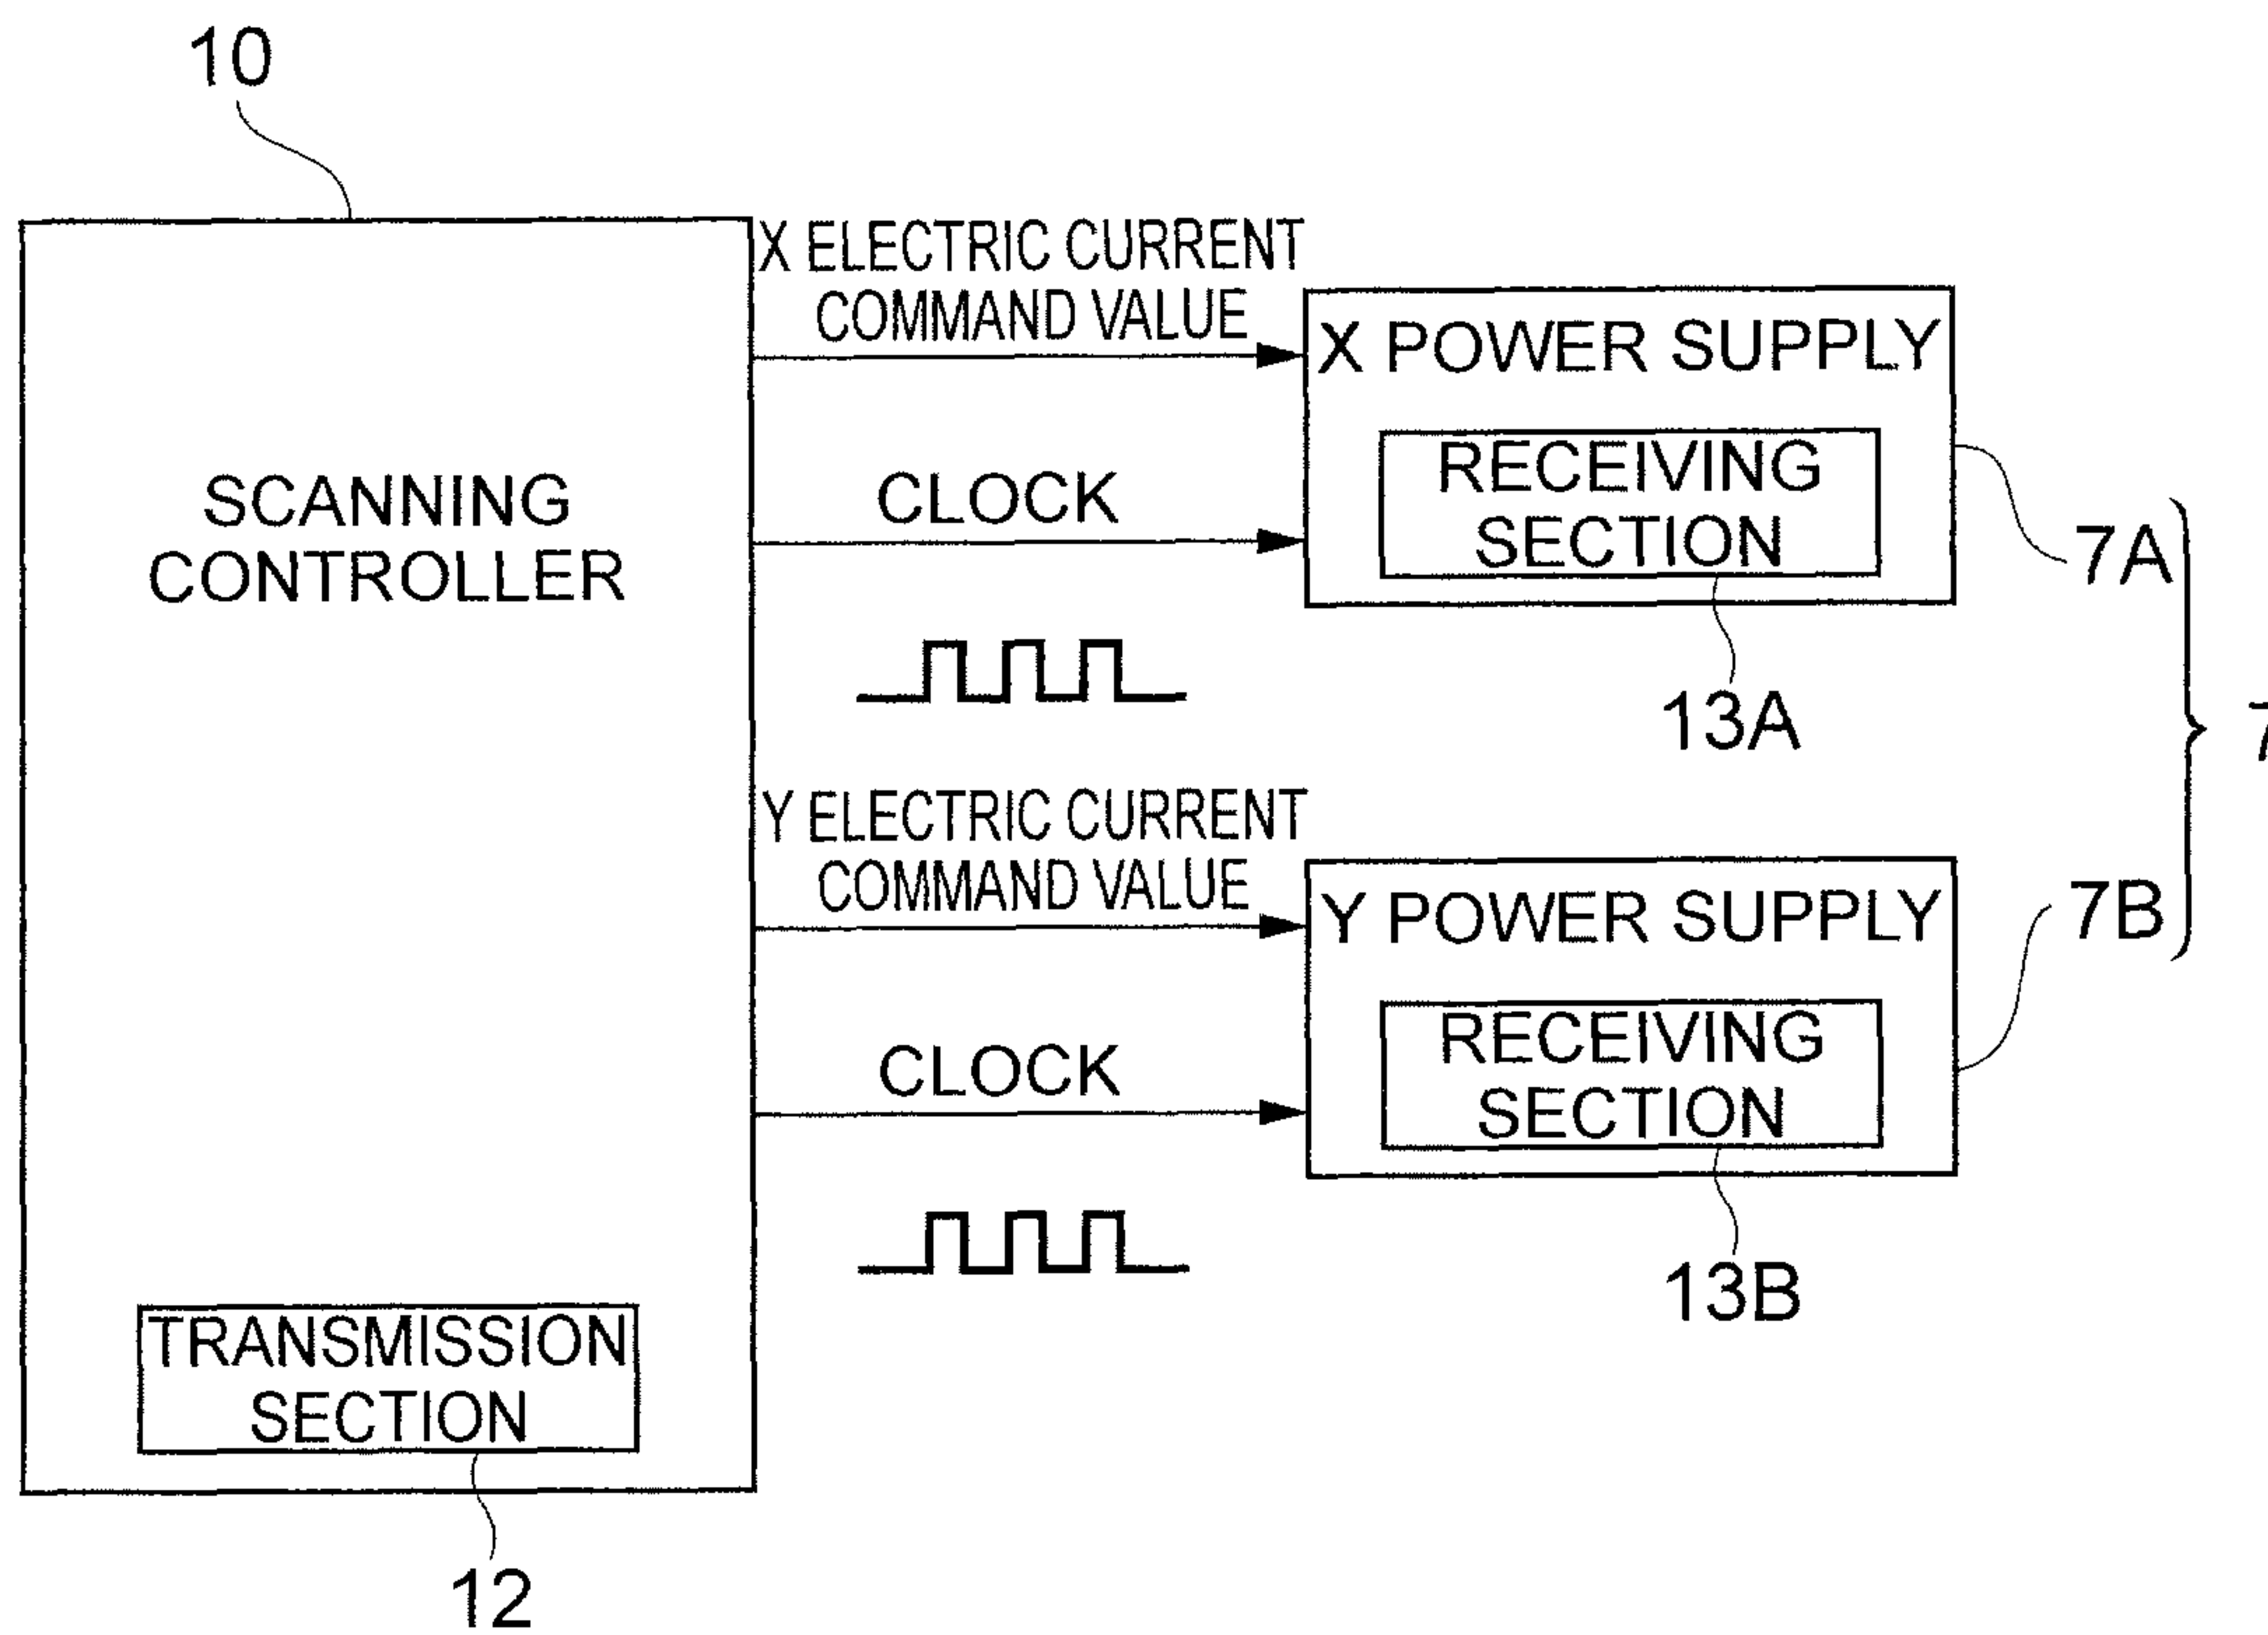 10
X ELECTRIC CURRENT
COMMAND VALUE
X POWER SUPPLY
RECEIVING
SECTION
SCANNING
CONTROLLER
CLOCK
7A
13A
7
Y ELECTRIC CURRENT
COMMAND VALUE
Y POWER SUPPLY
7B
RECEIVING
SECTION
CLOCK
13B
TRANSMISSION
SECTION
12